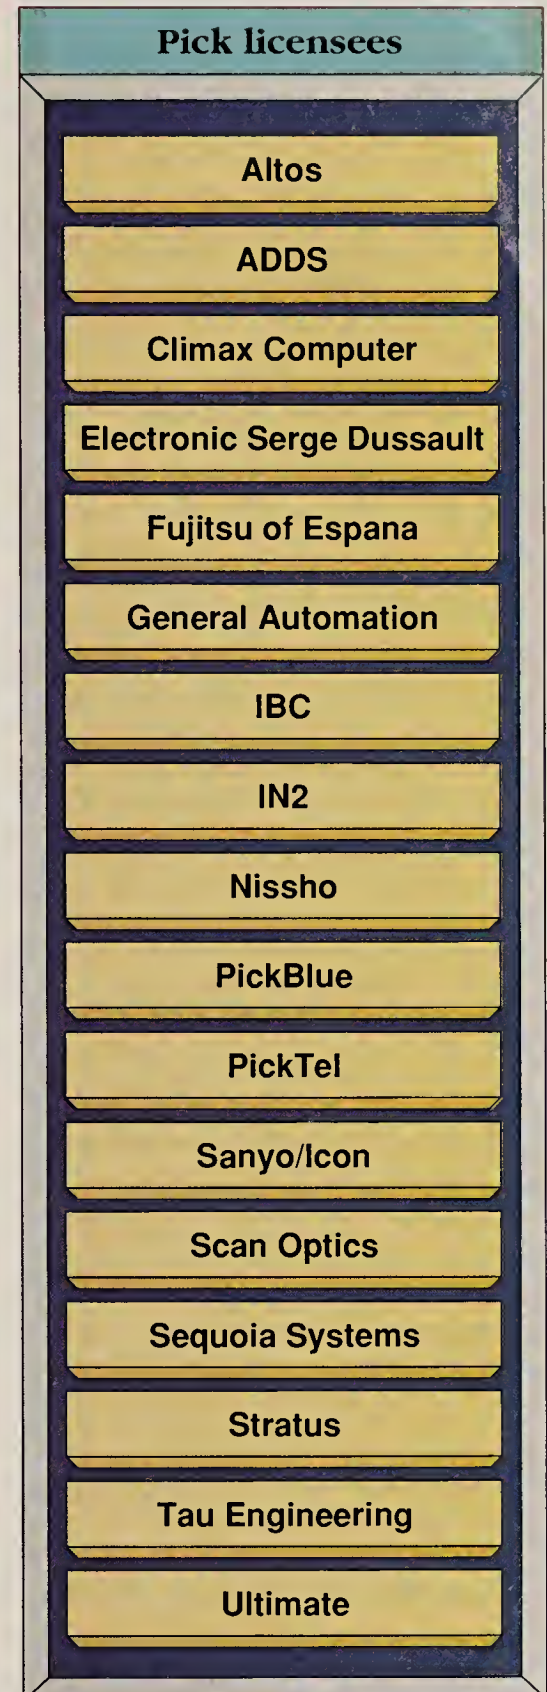 Pick licensees
Altos
ADDS
Climax Computer
Electronic Serge Dussault
Fujitsu of Espana
General Automation
IBC
IN2
Nissho
PickBlue
PickTel
Sanyo/Icon
Scan Optics
Sequoia Systems
Stratus
Tau Engineering
Ultimate